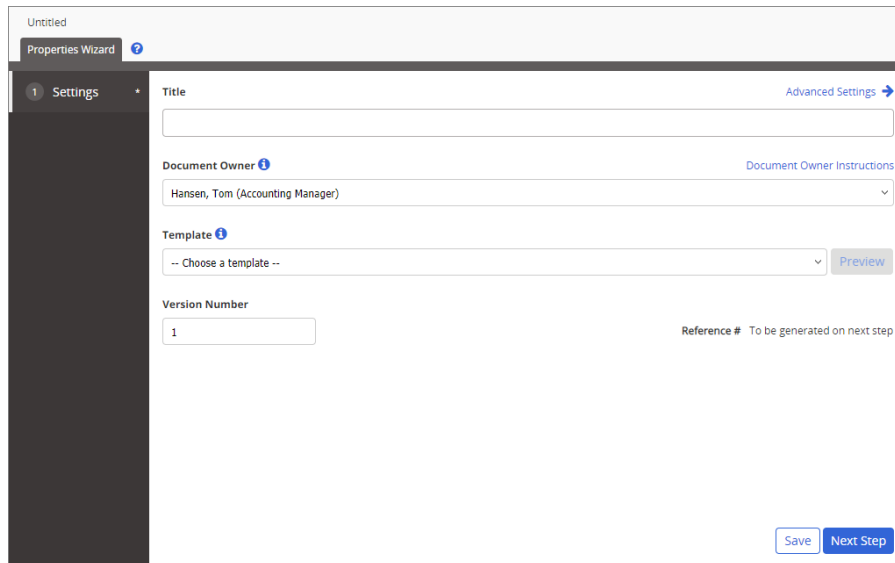 Untitled
Properties Wizard ?
1 Settings *
Title Advanced Settings →
Document Owner i Document Owner Instructions
Hansen, Tom (Accounting Manager)
Template i
-- Choose a template -- Preview
Version Number
1 Reference # To be generated on next step
Save Next Step